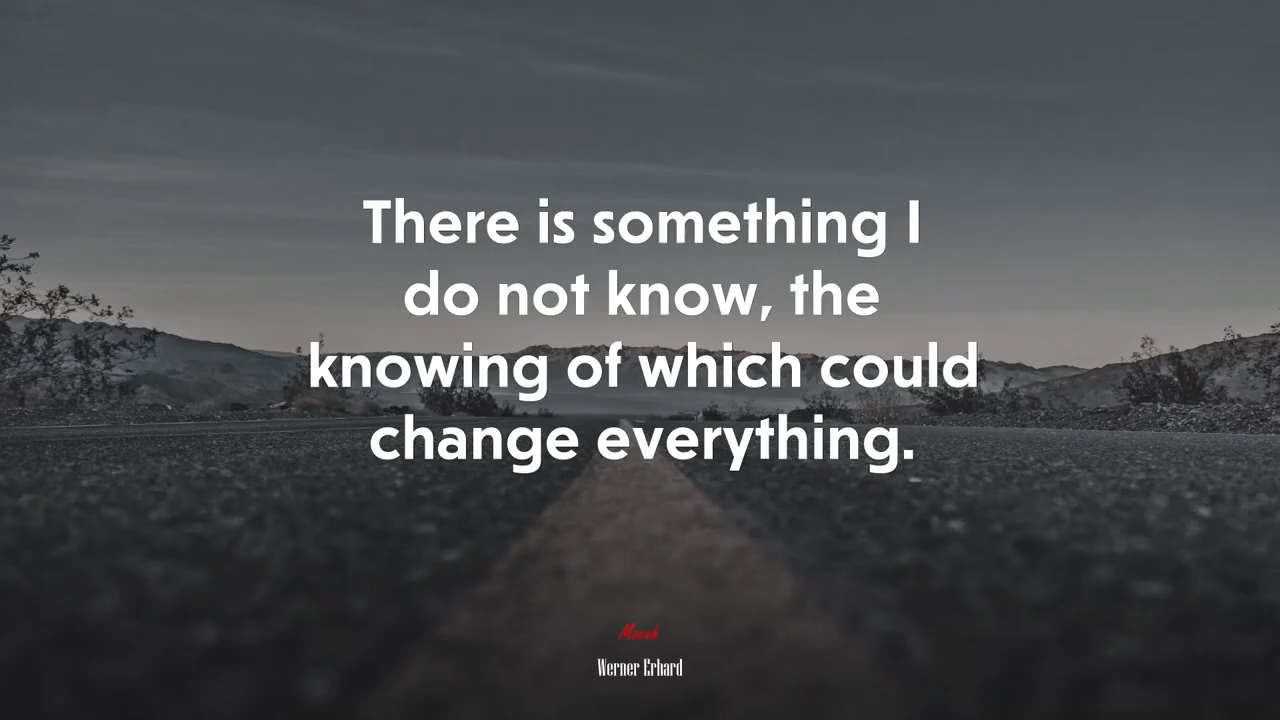 There is something I
do not know, the
knowing of which could
change everything.
Werner Erhard